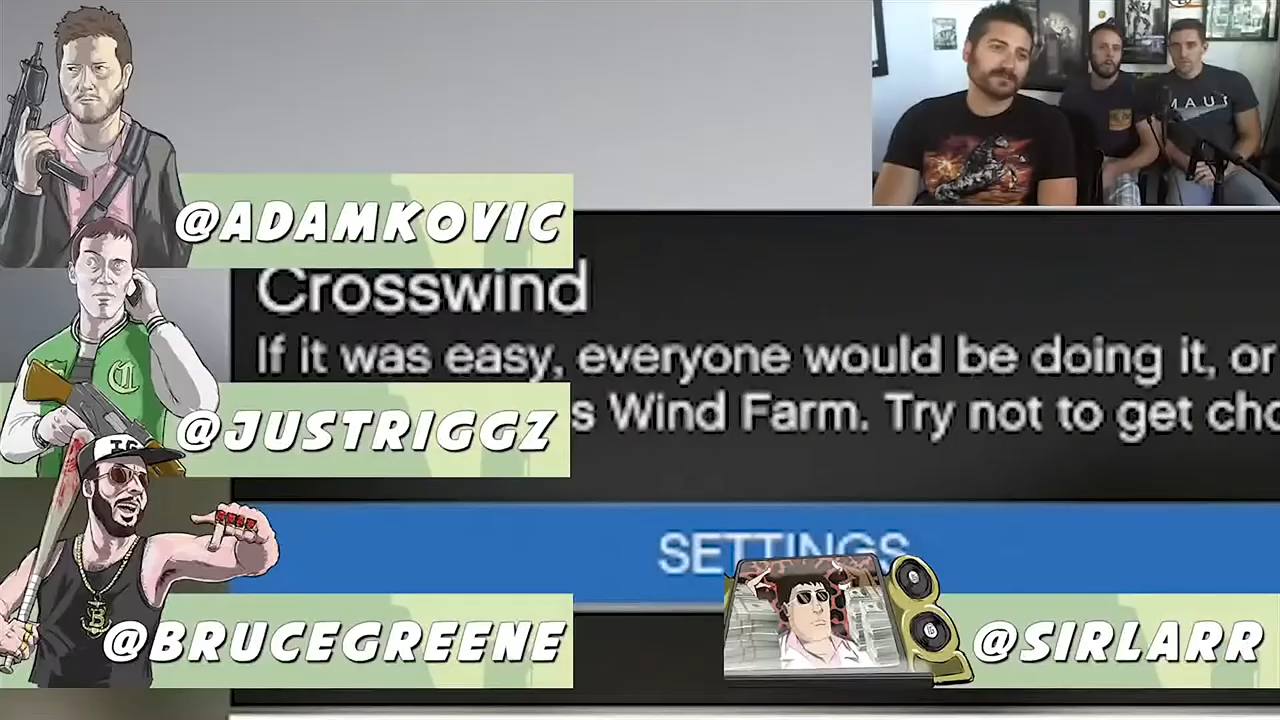 @ADAMKOVIC
Crosswind
If it was easy, everyone would be doing it, or
@JUSTRIGGZ
s Wind Farm. Try not to get cho
SETTINGS
@BRUCEGREENE
@SIRLARR